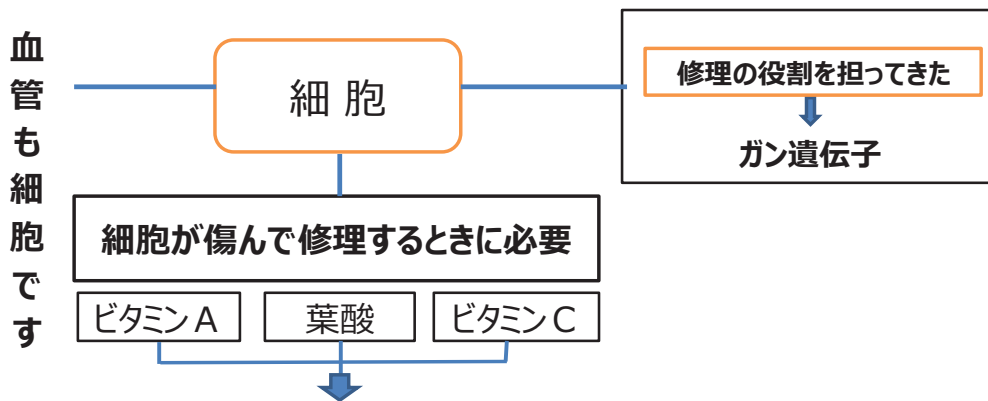 血管も細胞です
細 胞
修理の役割を担ってきた
ガン遺伝子
細胞が傷んで修理するときに必要
ビタミンA
葉酸
ビタミンC